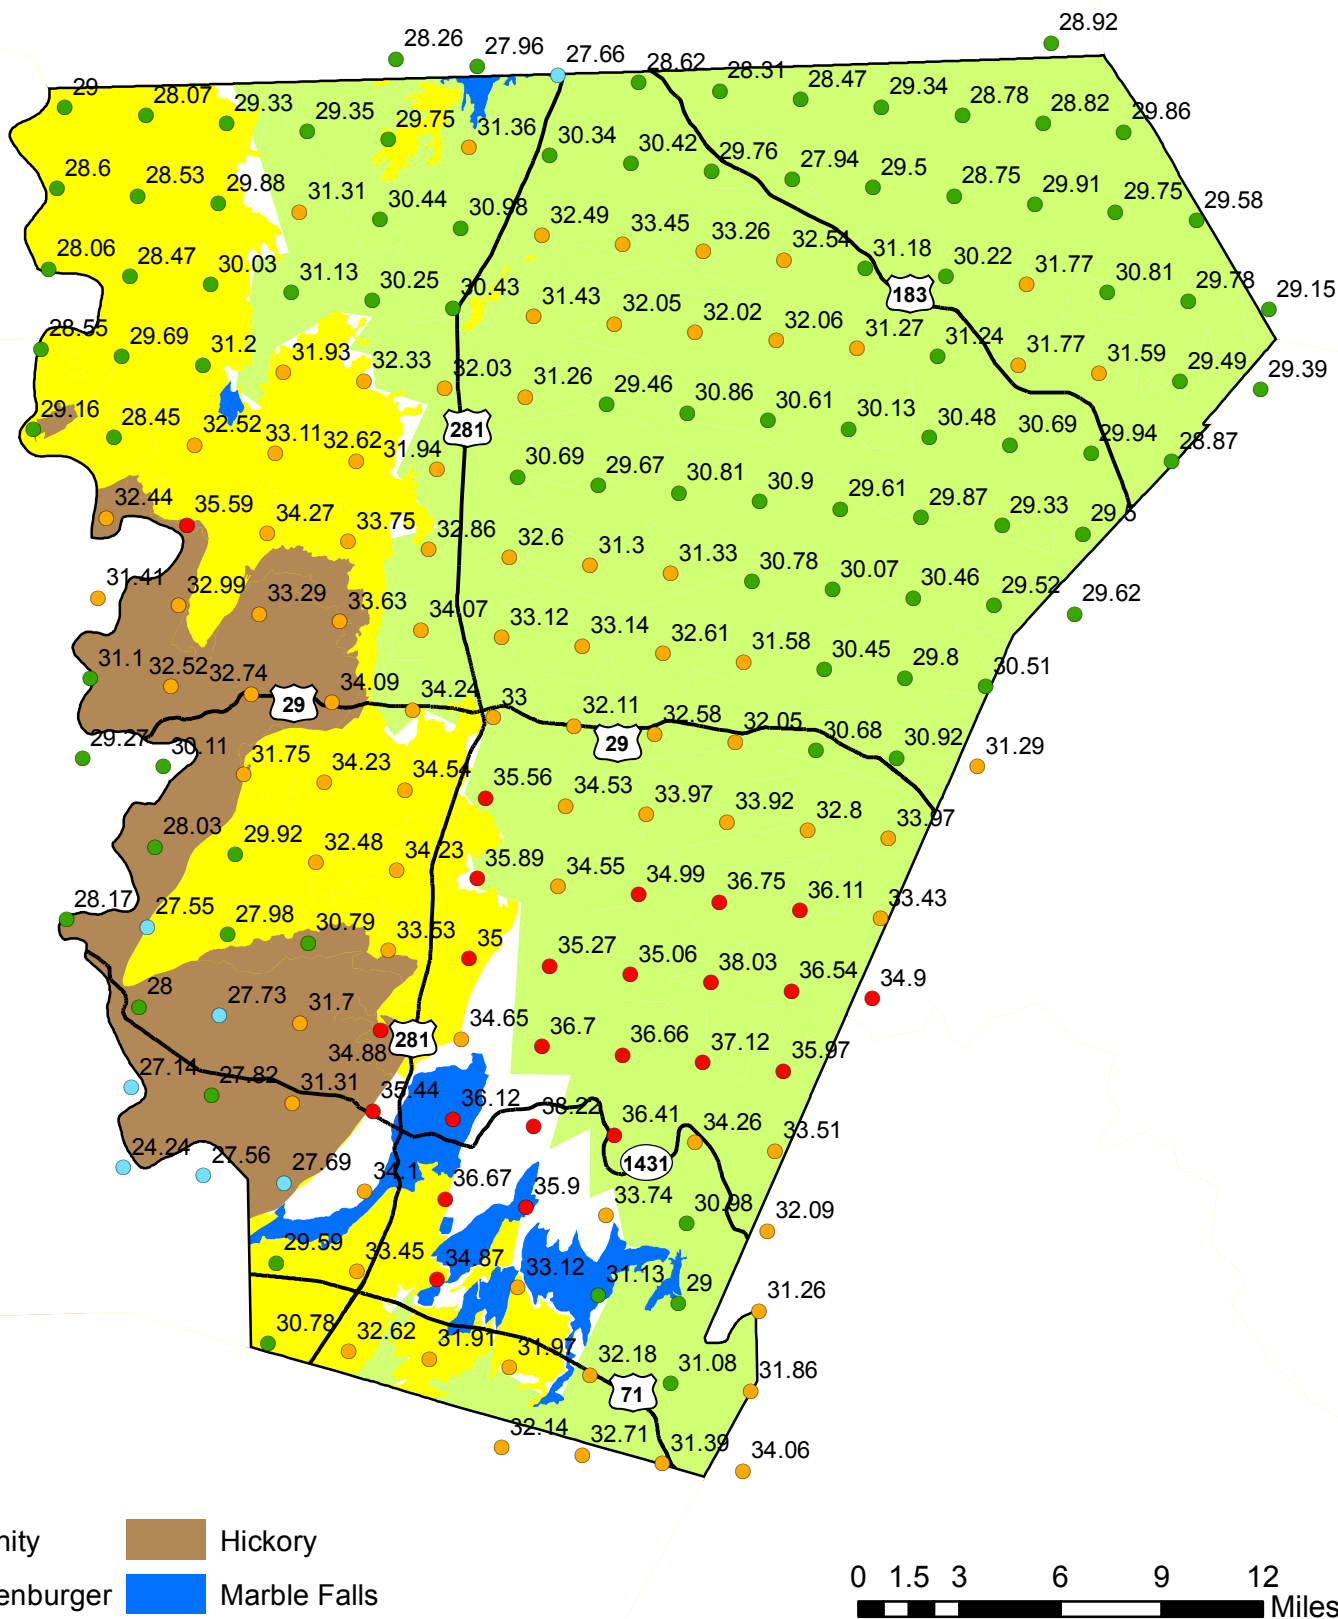 28.92
28.26 27.96 27.66 28.62 28.31 28.47 29.34 28.78 28.82 29.86
29 28.07 29.33 29.35 29.75 31.36 30.34 30.42 29.76 27.94 29.5 28.75 29.91 29.75 29.58
28.6 28.53 29.88 31.31 30.44 30.98 32.49 33.45 33.26 32.54 31.18 30.22 31.77 30.81 29.78 29.15
183
28.06 28.47 30.03 31.13 30.25 30.43 31.43 32.05 32.02 32.06 31.27 31.24 31.77 31.59 29.49 29.39
28.55 29.69 31.2 31.93 32.33 32.03 31.26 29.46 30.86 30.61 30.13 30.48 30.69 29.94 28.87
281
29.16 28.45 32.52 33.11 32.62 31.94 30.69 29.67 30.81 30.9 29.61 29.87 29.33 29.5
32.44 35.59 34.27 33.75 32.86 32.6 31.3 31.33 30.78 30.07 30.46 29.52 29.62
31.41 32.99 33.29 33.63 34.07 33.12 33.14 32.61 31.58 30.45 29.8 30.51
31.1 32.52 32.74 34.09 34.24 33 32.11 32.58 32.05 30.68 30.92 31.29
29
29
29.27 30.11 31.75 34.23 34.54 35.56 34.53 33.97 33.92 32.8 33.97
28.03 29.92 32.48 34.23 35.89 34.55 34.99 36.75 36.11 33.43
28.17 27.55 27.98 30.79 33.53 35 35.27 35.06 38.03 36.54 34.9
28 27.73 31.7 34.88 34.65 36.7 36.66 37.12 35.97
281
27.14 27.82 31.31 35.44 36.12 38.22 36.41 34.26 33.51
1431
24.24 27.56 27.69 34.1 36.67 35.9 33.74 30.98 32.09
29.59 33.45 34.87 33.12 31.13 29 31.26
30.78 32.62 31.91 31.97 32.18 31.08 31.86
71
32.14 32.71 31.39 34.06
nity Hickory
enburger Marble Falls
0 1.5 3 6 9 12
Miles